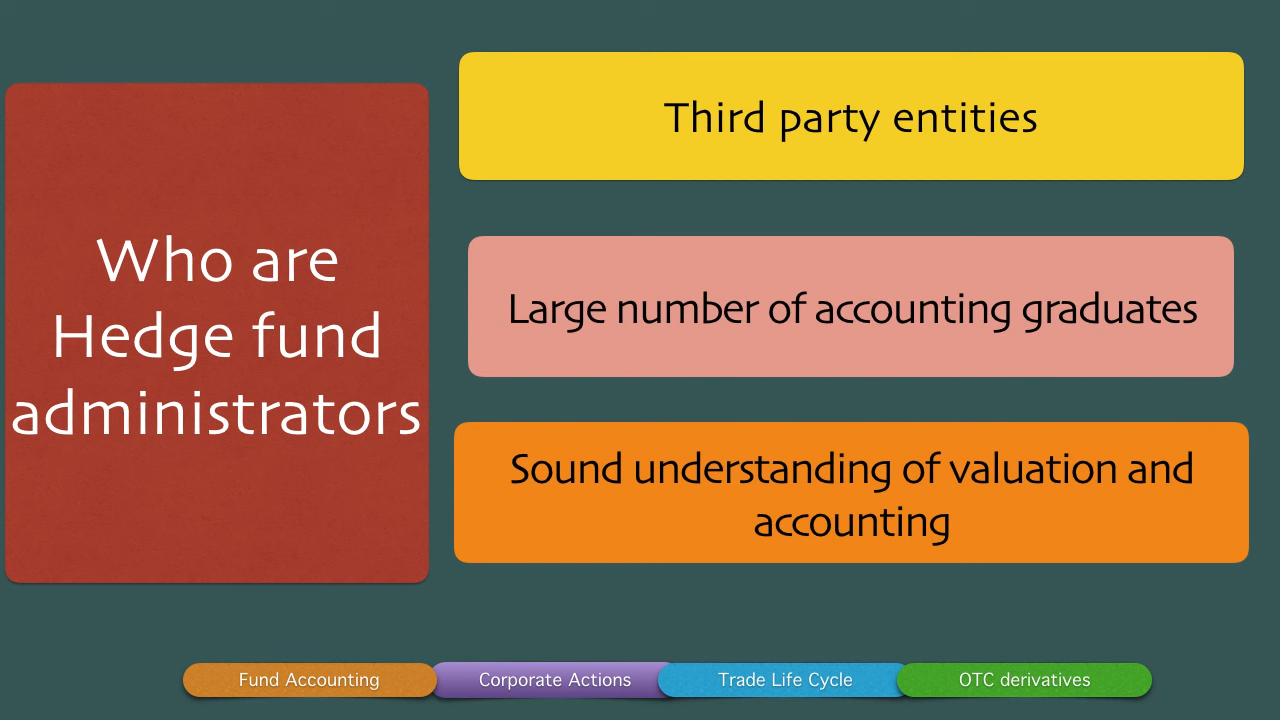 Who are
Hedge fund
administrators
Third party entities
Large number of accounting graduates
Sound understanding of valuation and
accounting
Fund Accounting
Corporate Actions
Trade Life Cycle
OTC derivatives